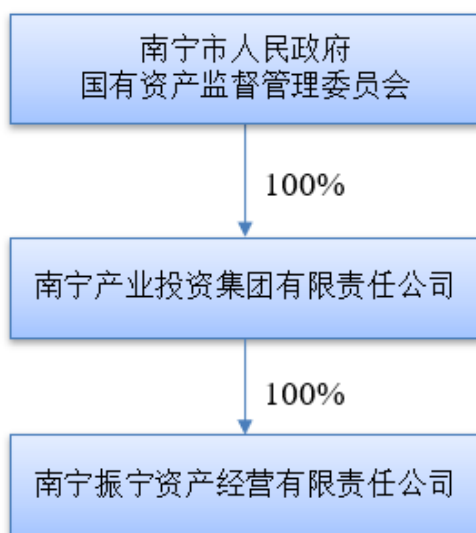 南宁市人民政府
国有资产监督管理委员会
100%
南宁产业投资集团有限责任公司
100%
南宁振宁资产经营有限责任公司